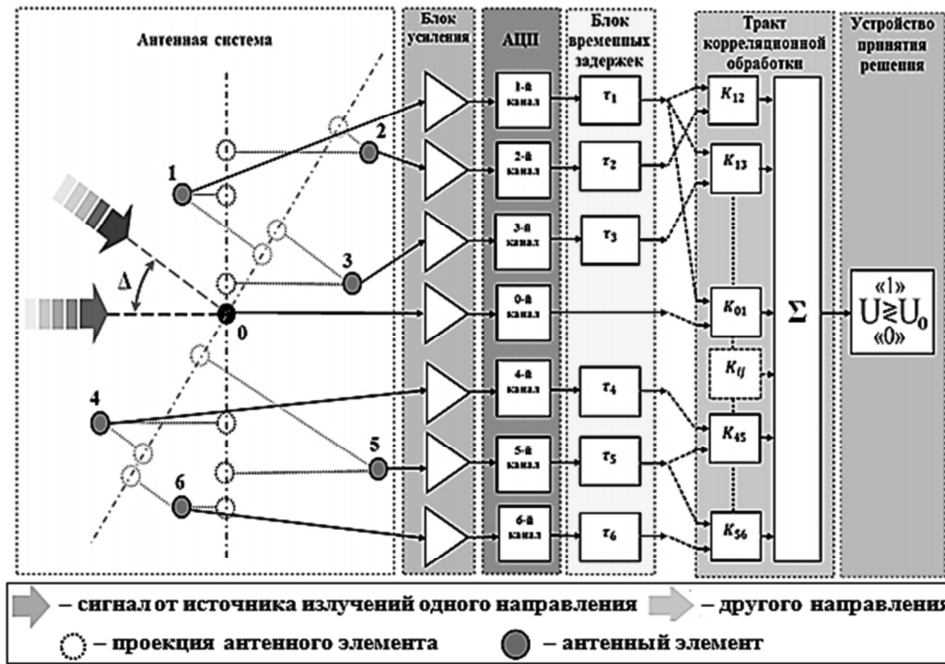 Антенная система
Блок
усиления
АЦП
Блок
временных
задержек
Тракт
корреляционной
обработки
Устройство
принятия
решения
1-й
канал
τ1
K12
2
2-й
канал
τ2
K13
1
3-й
канал
τ3
3
Δ
0
0-й
канал
K01
Σ
«1»
U≷U0
«0»
Kij
4
4-й
канал
τ4
K45
5
5-й
канал
τ5
6
6-й
канал
τ6
K56
– сигнал от источника излучений одного направления
– другого направления
– проекция антенного элемента
– антенный элемент